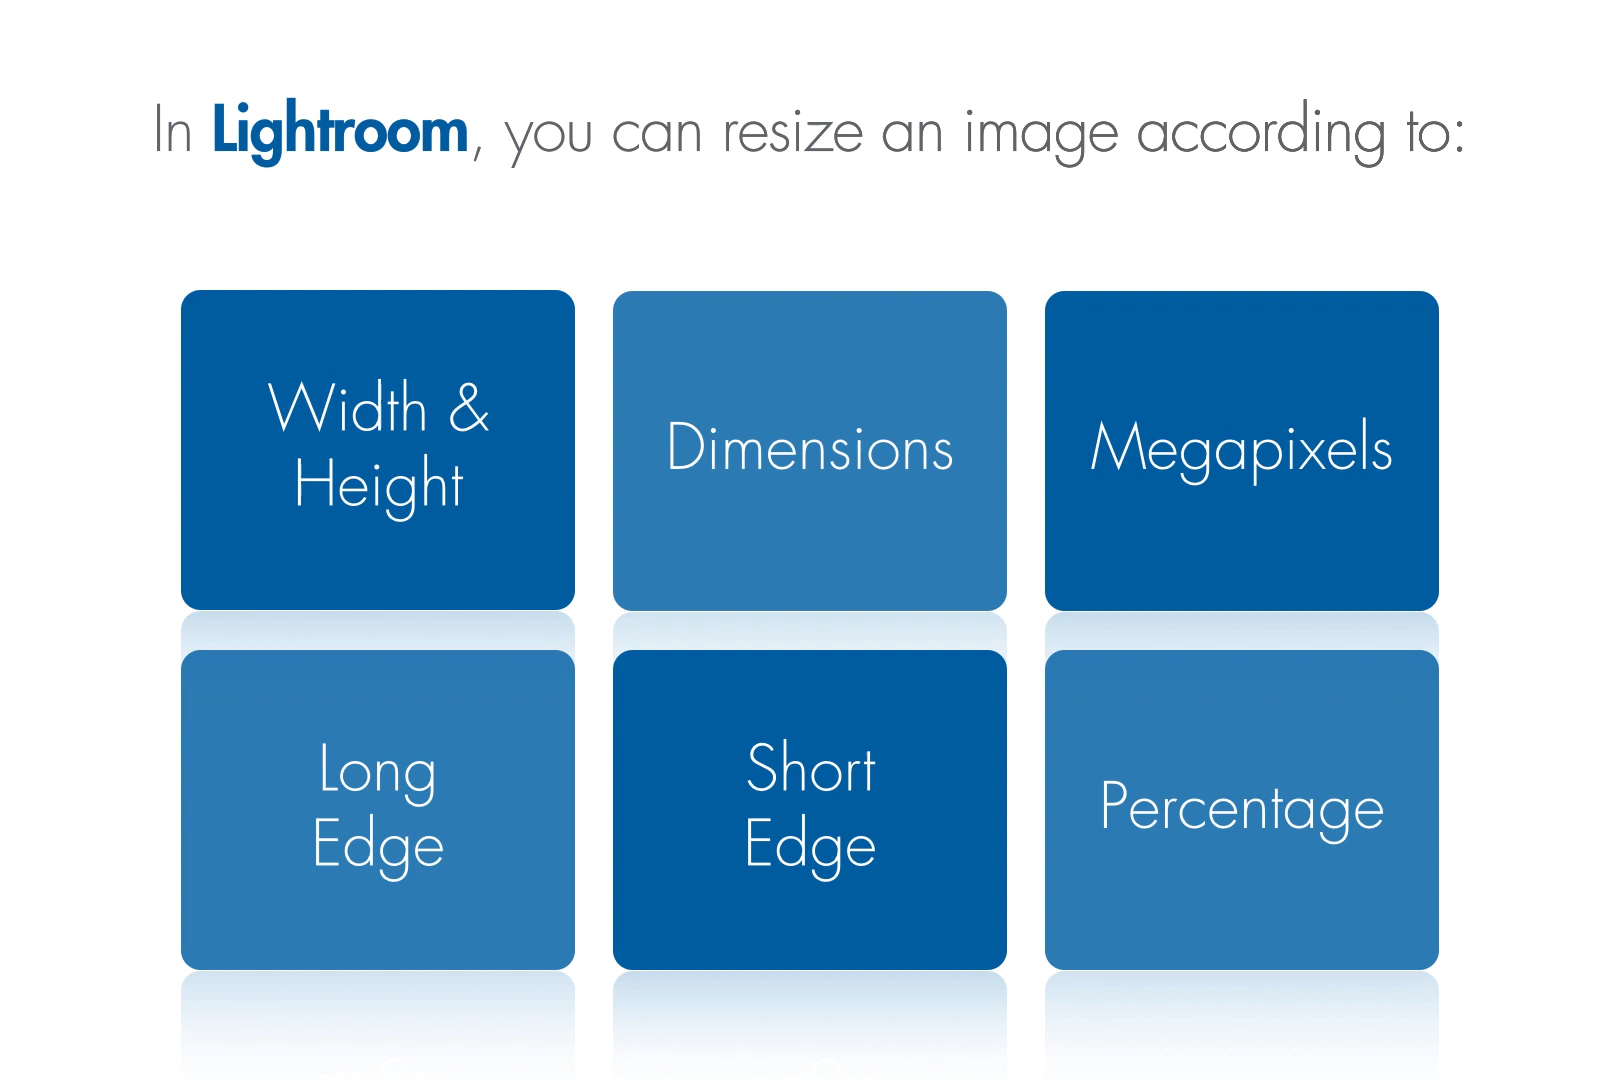 In Lightroom, you can resize an image according to:
Width &
Height
Dimensions
Megapixels
Long
Edge
Short
Edge
Percentage